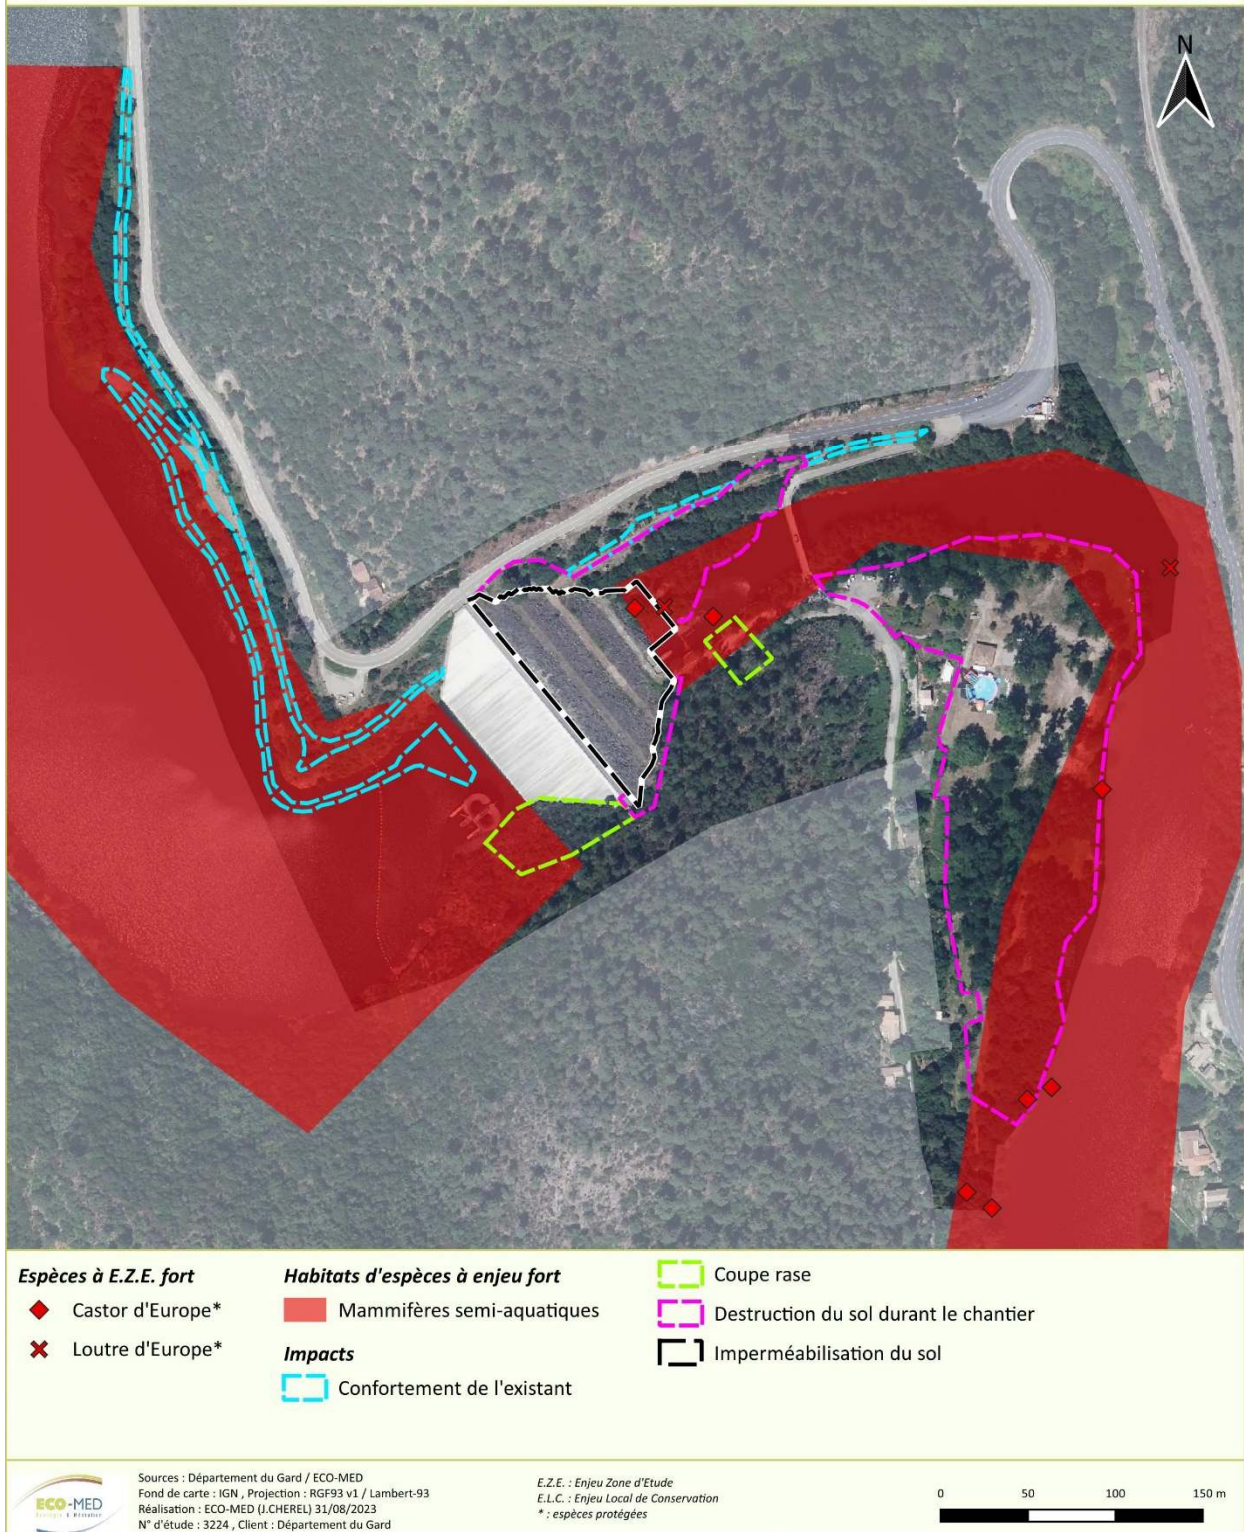 N
Espèces à E.Z.E. fort
Castor d'Europe*
Loutre d'Europe*
Habitats d'espèces à enjeu fort
Mammifères semi-aquatiques
Impacts
Confortement de l'existant
Coupe rase
Destruction du sol durant le chantier
Imperméabilisation du sol
ECO-MED
Sources : Département du Gard / ECO-MED
Fond de carte : IGN , Projection : RGF93 v1 / Lambert-93
Réalisation : ECO-MED (J.CHEREL) 31/08/2023
N° d'étude : 3224 , Client : Département du Gard
E.Z.E. : Enjeu Zone d'Etude
E.L.C. : Enjeu Local de Conservation
* : espèces protégées
0 50 100 150 m